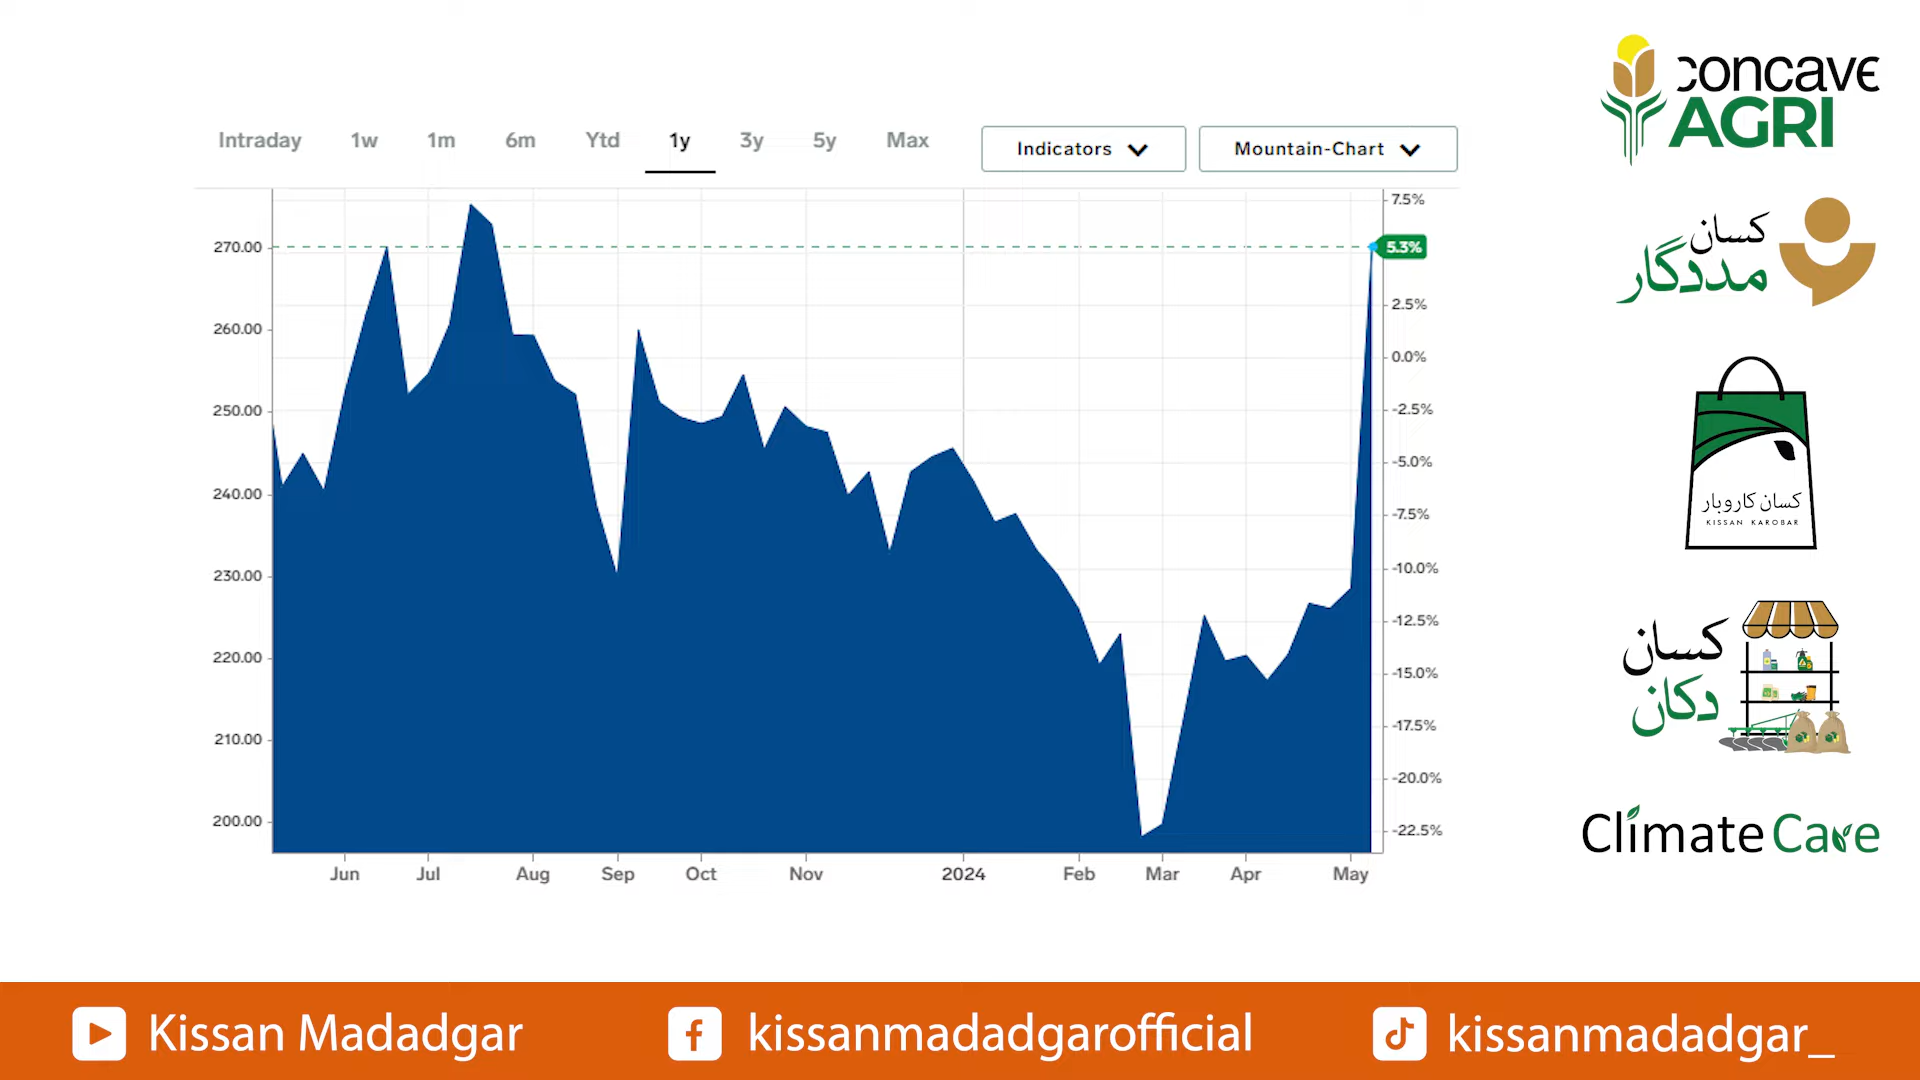 Intraday 1w 1m 6m Ytd 1y 3y 5y Max
Indicators
Mountain-Chart
270.00
260.00
250.00
240.00
230.00
220.00
210.00
200.00
7.5%
5.3%
2.5%
0.0%
-2.5%
-5.0%
-7.5%
-10.0%
-12.5%
-15.0%
-17.5%
-20.0%
-22.5%
Jun Jul Aug Sep Oct Nov 2024 Feb Mar Apr May
concave
AGRI
کسان
مددگار
کسان کاروبار
KISSAN KAROBAR
کسان
دکان
Climate Care
Kissan Madadgar
kissanmadadgarofficial
kissanmadadgar_